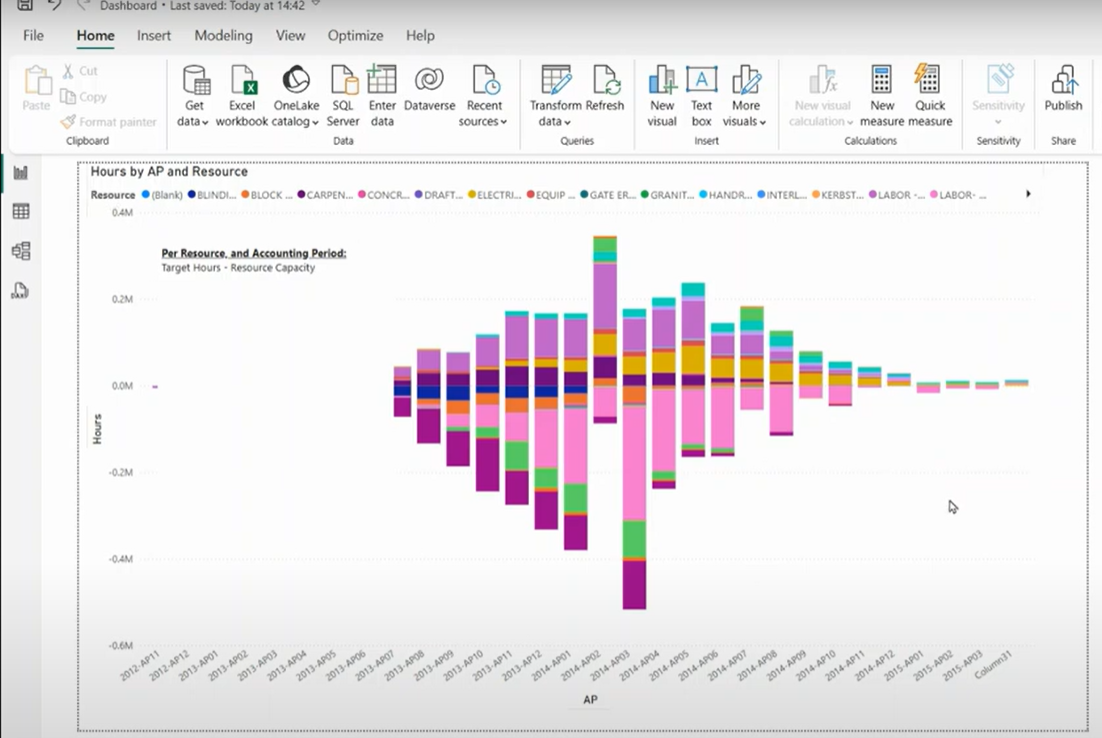 Dashboard • Last saved: Today at 14:42
File Home Insert Modeling View Optimize Help
Paste
Cut
Copy
Format painter
Clipboard
Get data
Excel workbook
OneLake catalog
SQL Server
Enter data
Dataverse
Recent sources
Data
Transform data
Refresh
Queries
New visual
Text box
More visuals
Insert
New visual calculation
New measure
Quick measure
Calculations
Sensitivity
Sensitivity
Publish
Share
Hours by AP and Resource
Resource (Blank) BLINDI... BLOCK ... CARPEN... CONCR... DRAFT... ELECTRI... EQUIP ... GATE ER... GRANIT... HANDR... INTERL... KERBST... LABOR -... LABOR- ...
Per Resource, and Accounting Period:
Target Hours - Resource Capacity
0.4M
0.2M
0.0M
-0.2M
-0.4M
-0.6M
Hours
2012-AP11
2012-AP12
2013-AP01
2013-AP02
2013-AP03
2013-AP04
2013-AP05
2013-AP06
2013-AP07
2013-AP08
2013-AP09
2013-AP10
2013-AP11
2013-AP12
2014-AP01
2014-AP02
2014-AP03
2014-AP04
2014-AP05
2014-AP06
2014-AP07
2014-AP08
2014-AP09
2014-AP10
2014-AP11
2014-AP12
2015-AP01
2015-AP02
2015-AP03
Column31
AP